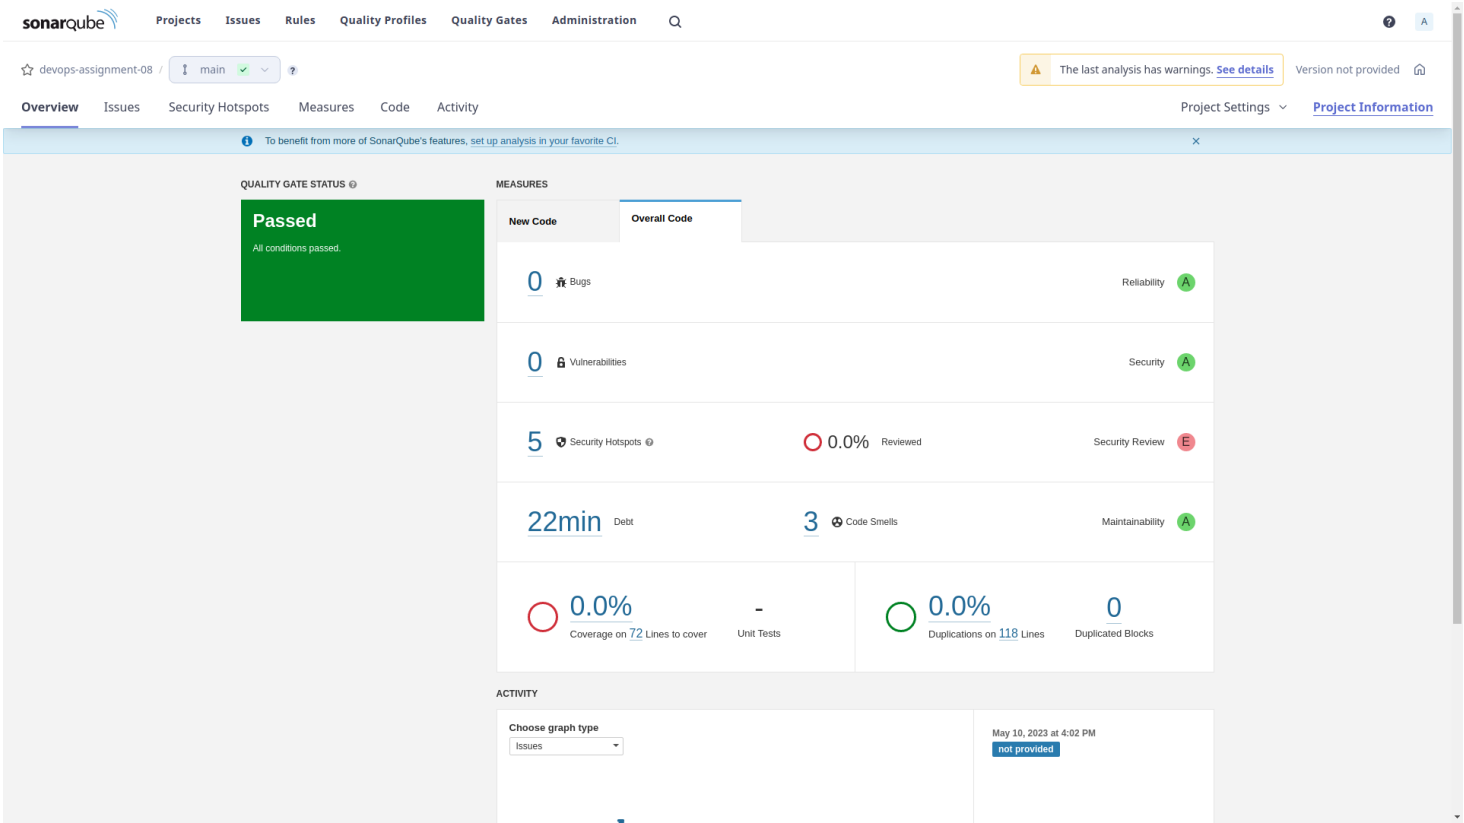 sonarqube Projects Issues Rules Quality Profiles Quality Gates Administration ? A
devops-assignment-08 / main ? The last analysis has warnings. See details Version not provided
Overview Issues Security Hotspots Measures Code Activity Project Settings Project Information
To benefit from more of SonarQube's features, set up analysis in your favorite CI.
QUALITY GATE STATUS ?
Passed
All conditions passed.
MEASURES
New Code Overall Code
0 Bugs Reliability A
0 Vulnerabilities Security A
5 Security Hotspots ? 0.0% Reviewed Security Review E
22min Debt 3 Code Smells Maintainability A
0.0% - 0.0% 0
Coverage on 72 Lines to cover Unit Tests Duplications on 118 Lines Duplicated Blocks
ACTIVITY
Choose graph type
Issues
May 10, 2023 at 4:02 PM
not provided